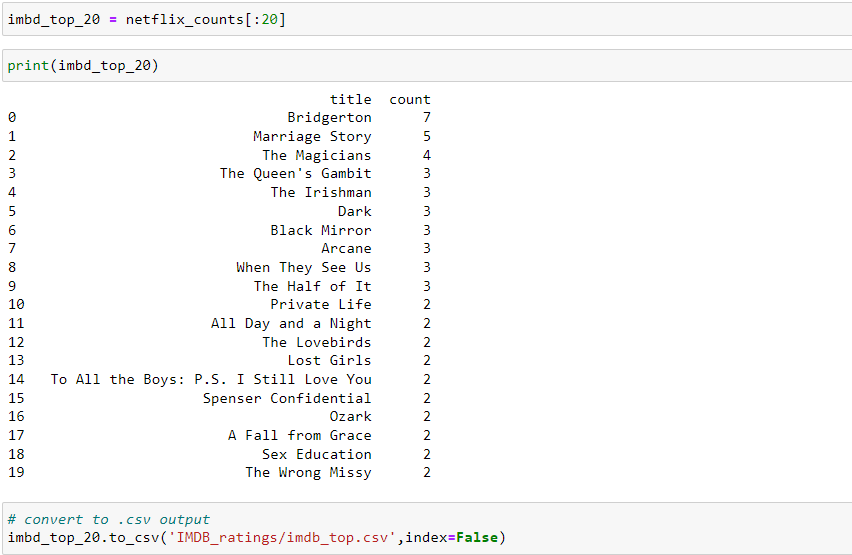 imbd_top_20 = netflix_counts[:20]
print(imbd_top_20)
title count
0 Bridgerton 7
1 Marriage Story 5
2 The Magicians 4
3 The Queen's Gambit 3
4 The Irishman 3
5 Dark 3
6 Black Mirror 3
7 Arcane 3
8 When They See Us 3
9 The Half of It 3
10 Private Life 2
11 All Day and a Night 2
12 The Lovebirds 2
13 Lost Girls 2
14 To All the Boys: P.S. I Still Love You 2
15 Spenser Confidential 2
16 Ozark 2
17 A Fall from Grace 2
18 Sex Education 2
19 The Wrong Missy 2
# convert to .csv output
imbd_top_20.to_csv('IMDB_ratings/imdb_top.csv',index=False)